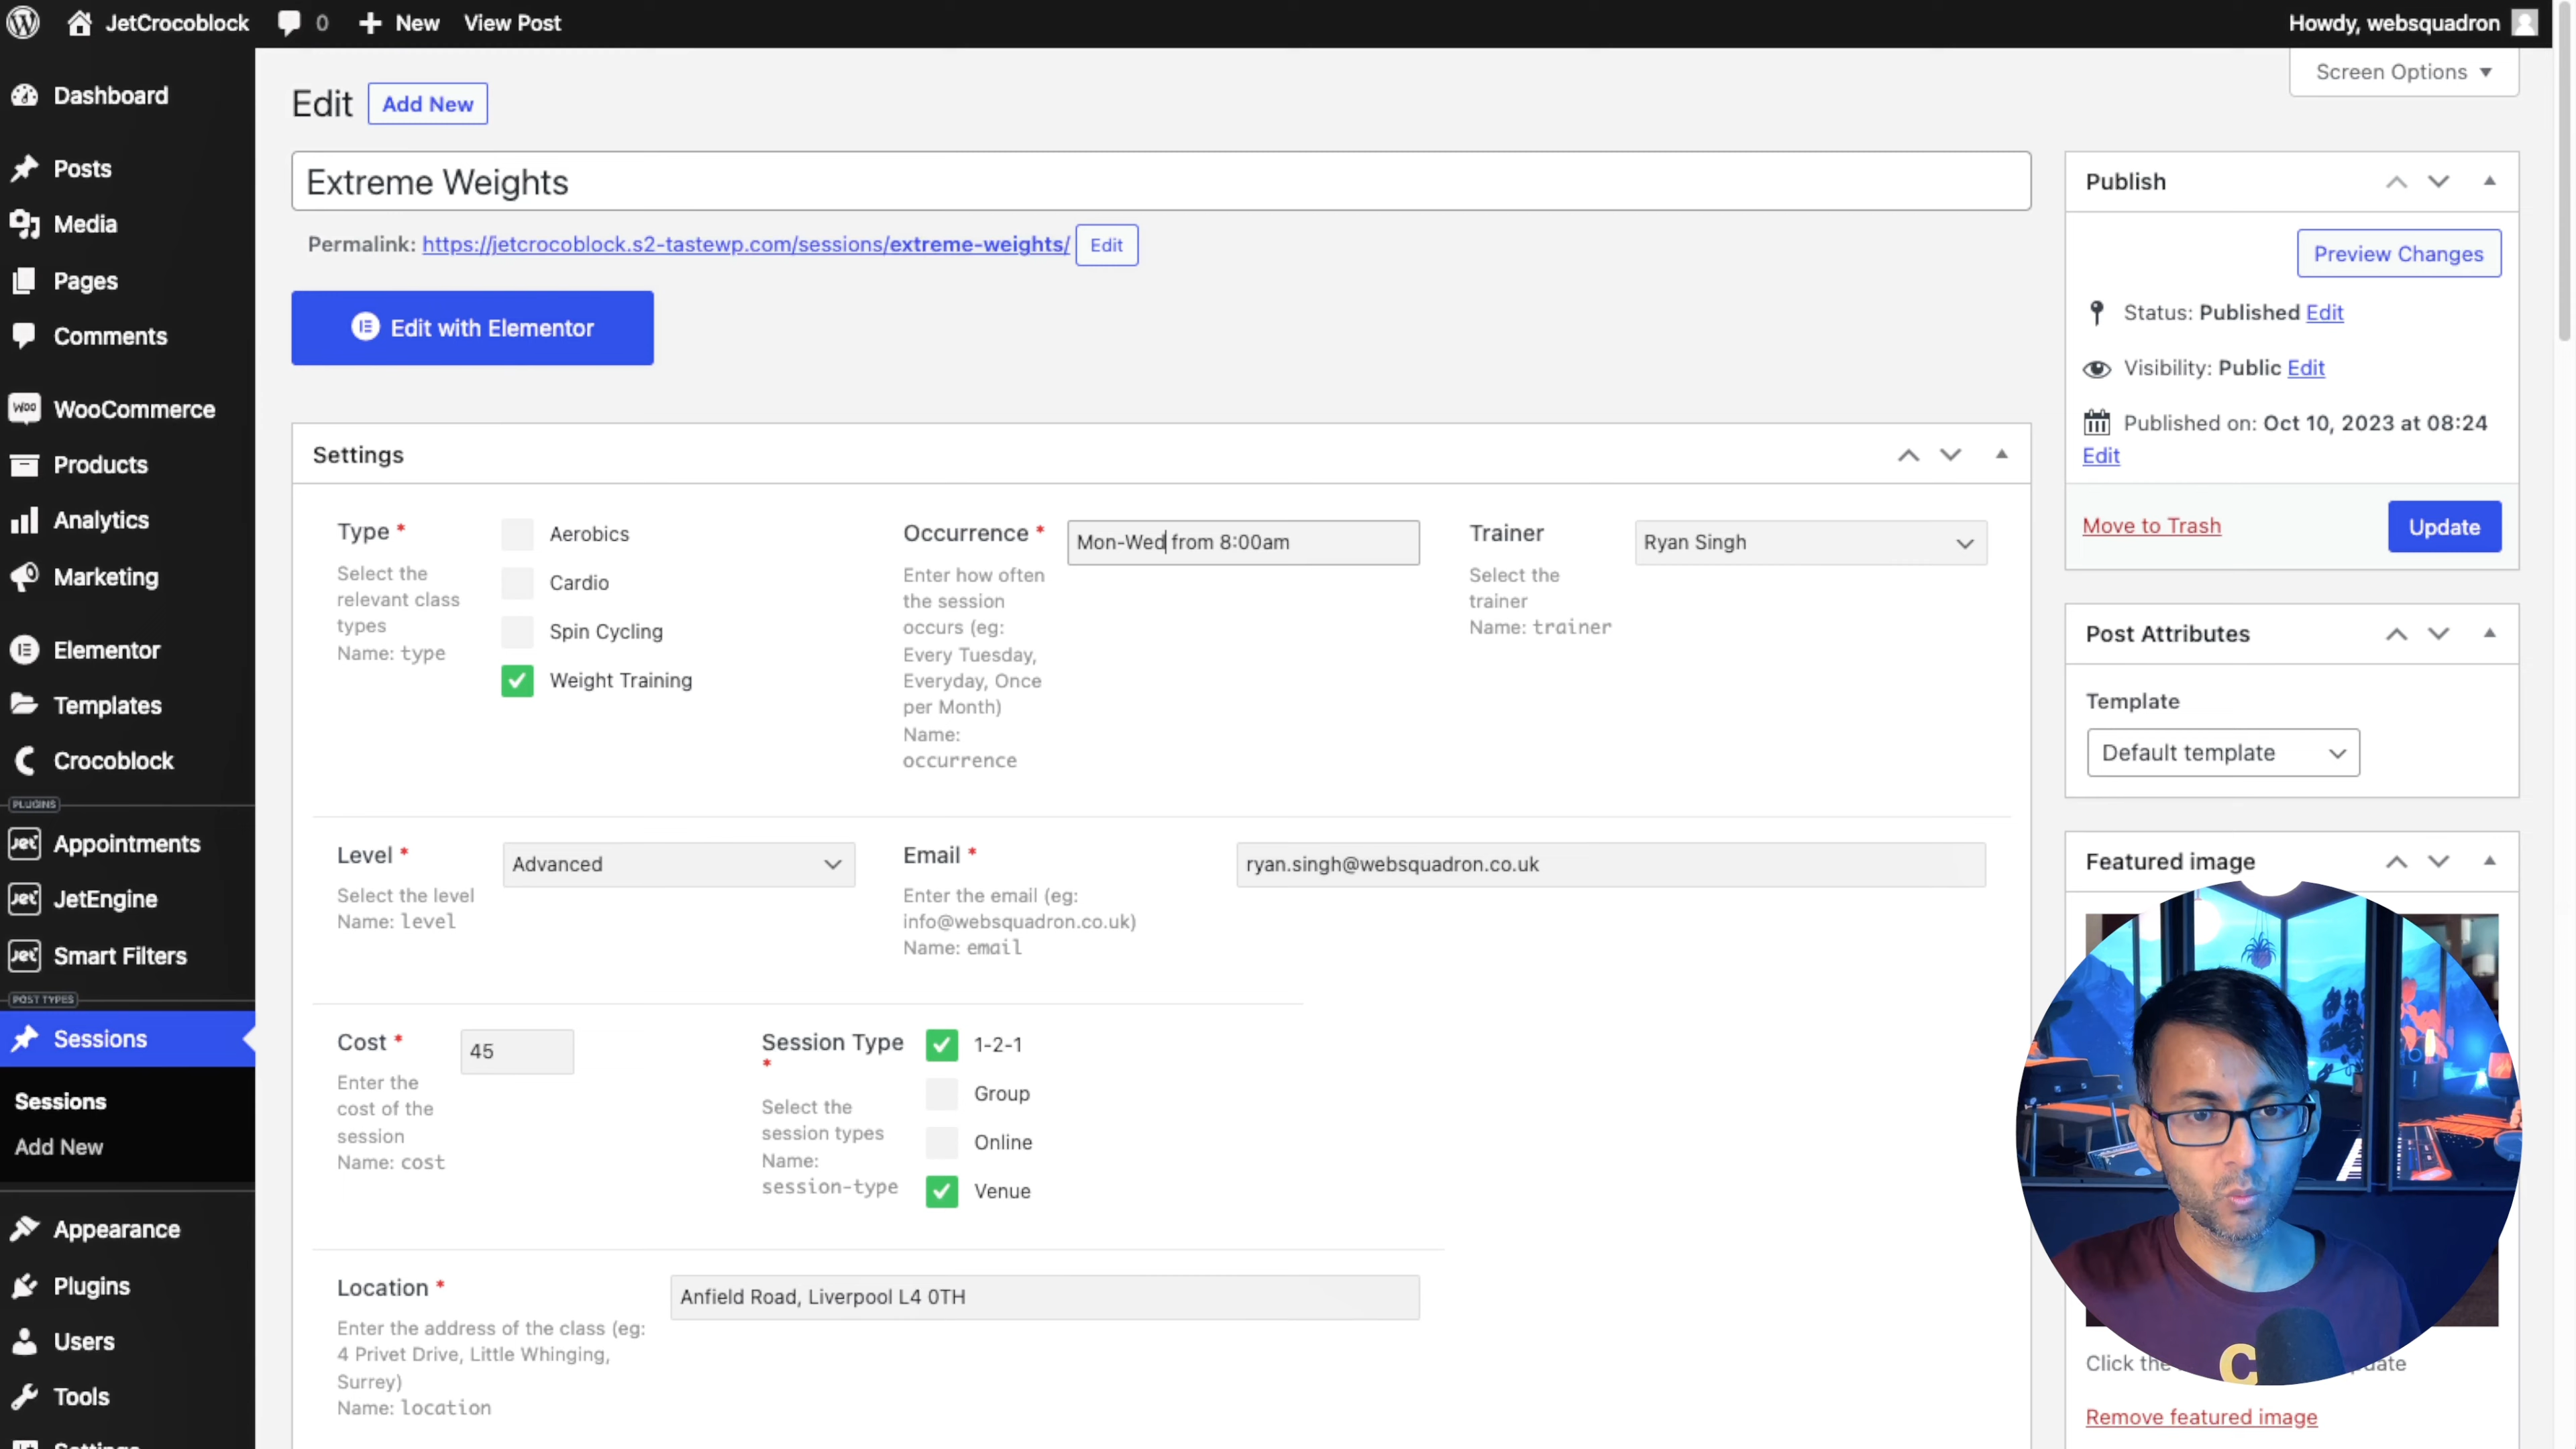 JetCrocoblock 0 New View Post Howdy, websquadron
Screen Options
Dashboard
Posts
Media
Pages
Comments
WOO WooCommerce
Products
Analytics
Marketing
Elementor
Templates
Crocoblock
PLUGINS
Jet Appointments
Jet JetEngine
Jet Smart Filters
POST TYPES
Sessions
Sessions
Add New
Appearance
Plugins
Users
Tools
Settings
Edit Add New
Extreme Weights
Permalink: https://jetcrocoblock.s2-tastewp.com/sessions/extreme-weights/ Edit
Edit with Elementor
Settings
Type *
Select the
relevant class
types
Name: type
Aerobics
Cardio
Spin Cycling
Weight Training
Occurrence *
Enter how often
the session
occurs (eg:
Every Tuesday,
Everyday, Once
per Month)
Name:
occurrence
Mon-Wed from 8:00am
Trainer
Select the
trainer
Name: trainer
Ryan Singh
Level *
Select the level
Name: level
Advanced
Email *
Enter the email (eg:
info@websquadron.co.uk)
Name: email
ryan.singh@websquadron.co.uk
Cost *
Enter the
cost of the
session
Name: cost
45
Session Type
*
Select the
session types
Name:
session-type
1-2-1
Group
Online
Venue
Location *
Enter the address of the class (eg:
4 Privet Drive, Little Whinging,
Surrey)
Name: location
Anfield Road, Liverpool L4 0TH
Publish
Preview Changes
Status: Published Edit
Visibility: Public Edit
Published on: Oct 10, 2023 at 08:24
Edit
Move to Trash Update
Post Attributes
Template
Default template
Featured image
Click the
Remove featured image